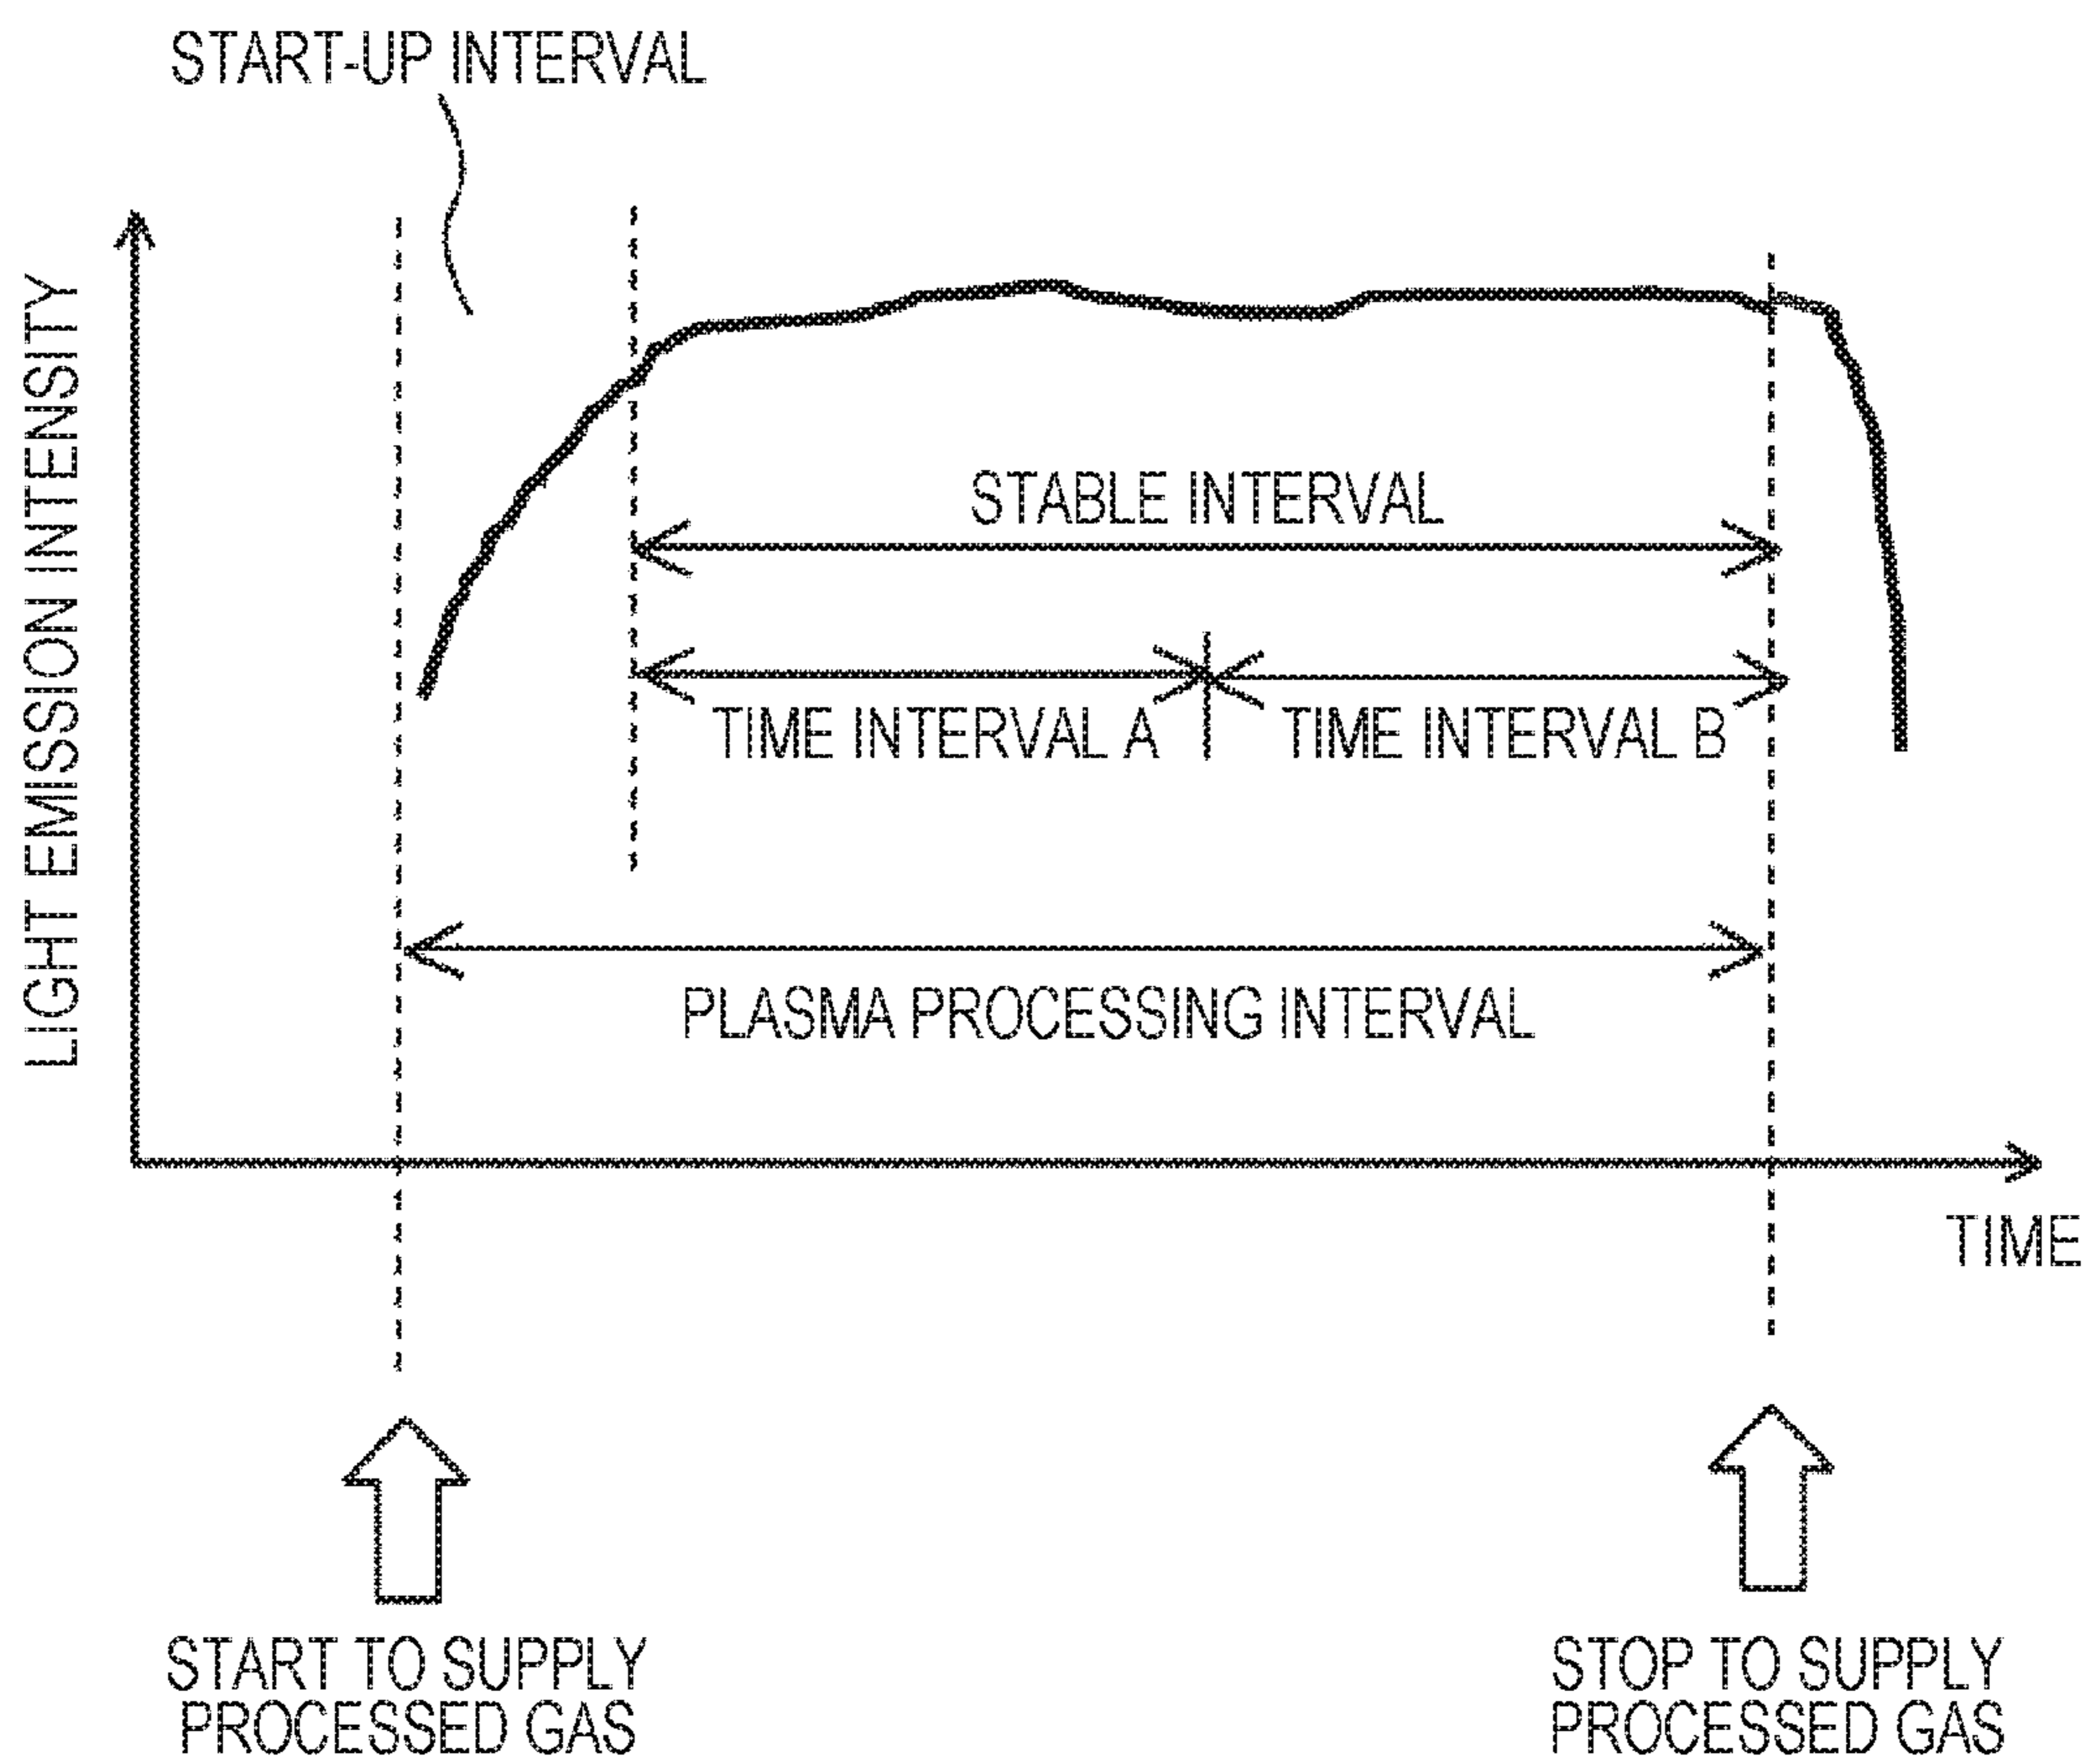 START-UP INTERVAL
LIGHT EMISSION INTENSITY
STABLE INTERVAL
TIME INTERVAL A
TIME INTERVAL B
PLASMA PROCESSING INTERVAL
TIME
START TO SUPPLY
PROCESSED GAS
STOP TO SUPPLY
PROCESSED GAS